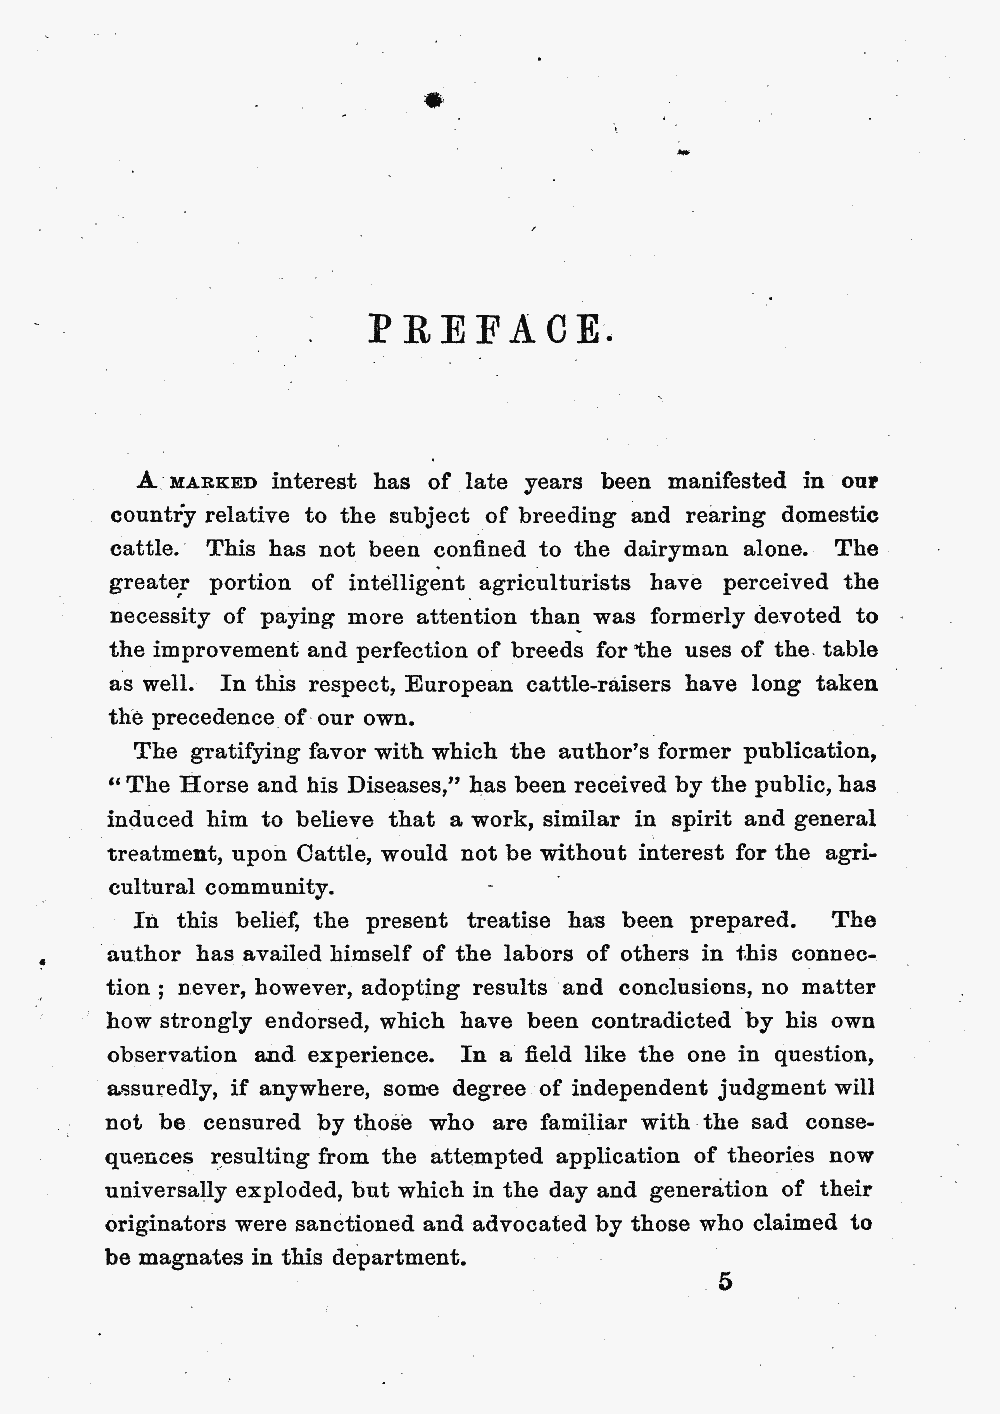 PREFACE.
A MARKED interest has of late years been manifested in our
country relative to the subject of breeding and rearing domestic
cattle. This has not been confined to the dairyman alone. The
greater portion of intelligent agriculturists have perceived the
necessity of paying more attention than was formerly devoted to
the improvement and perfection of breeds for the uses of the table
as well. In this respect, European cattle-raisers have long taken
the precedence of our own.
The gratifying favor with which the author's former publication,
"The Horse and his Diseases," has been received by the public, has
induced him to believe that a work, similar in spirit and general
treatment, upon Cattle, would not be without interest for the agri-
cultural community.
In this belief, the present treatise has been prepared. The
author has availed himself of the labors of others in this connec-
tion ; never, however, adopting results and conclusions, no matter
how strongly endorsed, which have been contradicted by his own
observation and experience. In a field like the one in question,
assuredly, if anywhere, some degree of independent judgment will
not be censured by those who are familiar with the sad conse-
quences resulting from the attempted application of theories now
universally exploded, but which in the day and generation of their
originators were sanctioned and advocated by those who claimed to
be magnates in this department.
5